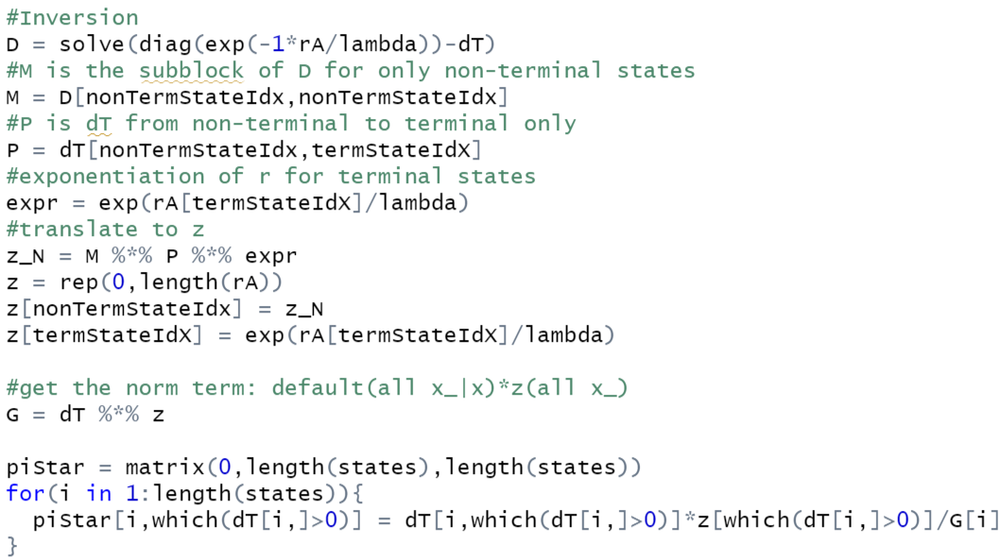 #Inversion
D = solve(diag(exp(-1*rA/lambda))-dT)
#M is the subblock of D for only non-terminal states
M = D[nonTermStateIdx,nonTermStateIdx]
#P is dT from non-terminal to terminal only
P = dT[nonTermStateIdx,termStateIdX]
#exponentiation of r for terminal states
expr = exp(rA[termStateIdX]/lambda)
#translate to z
z_N = M %*% P %*% expr
z = rep(0,length(rA))
z[nonTermStateIdx] = z_N
z[termStateIdX] = exp(rA[termStateIdX]/lambda)
#get the norm term: default(all x_|x)*z(all x_)
G = dT %*% z
piStar = matrix(0,length(states),length(states))
for(i in 1:length(states)){
  piStar[i,which(dT[i,]>0)] = dT[i,which(dT[i,]>0)]*z[which(dT[i,]>0)]/G[i]
}